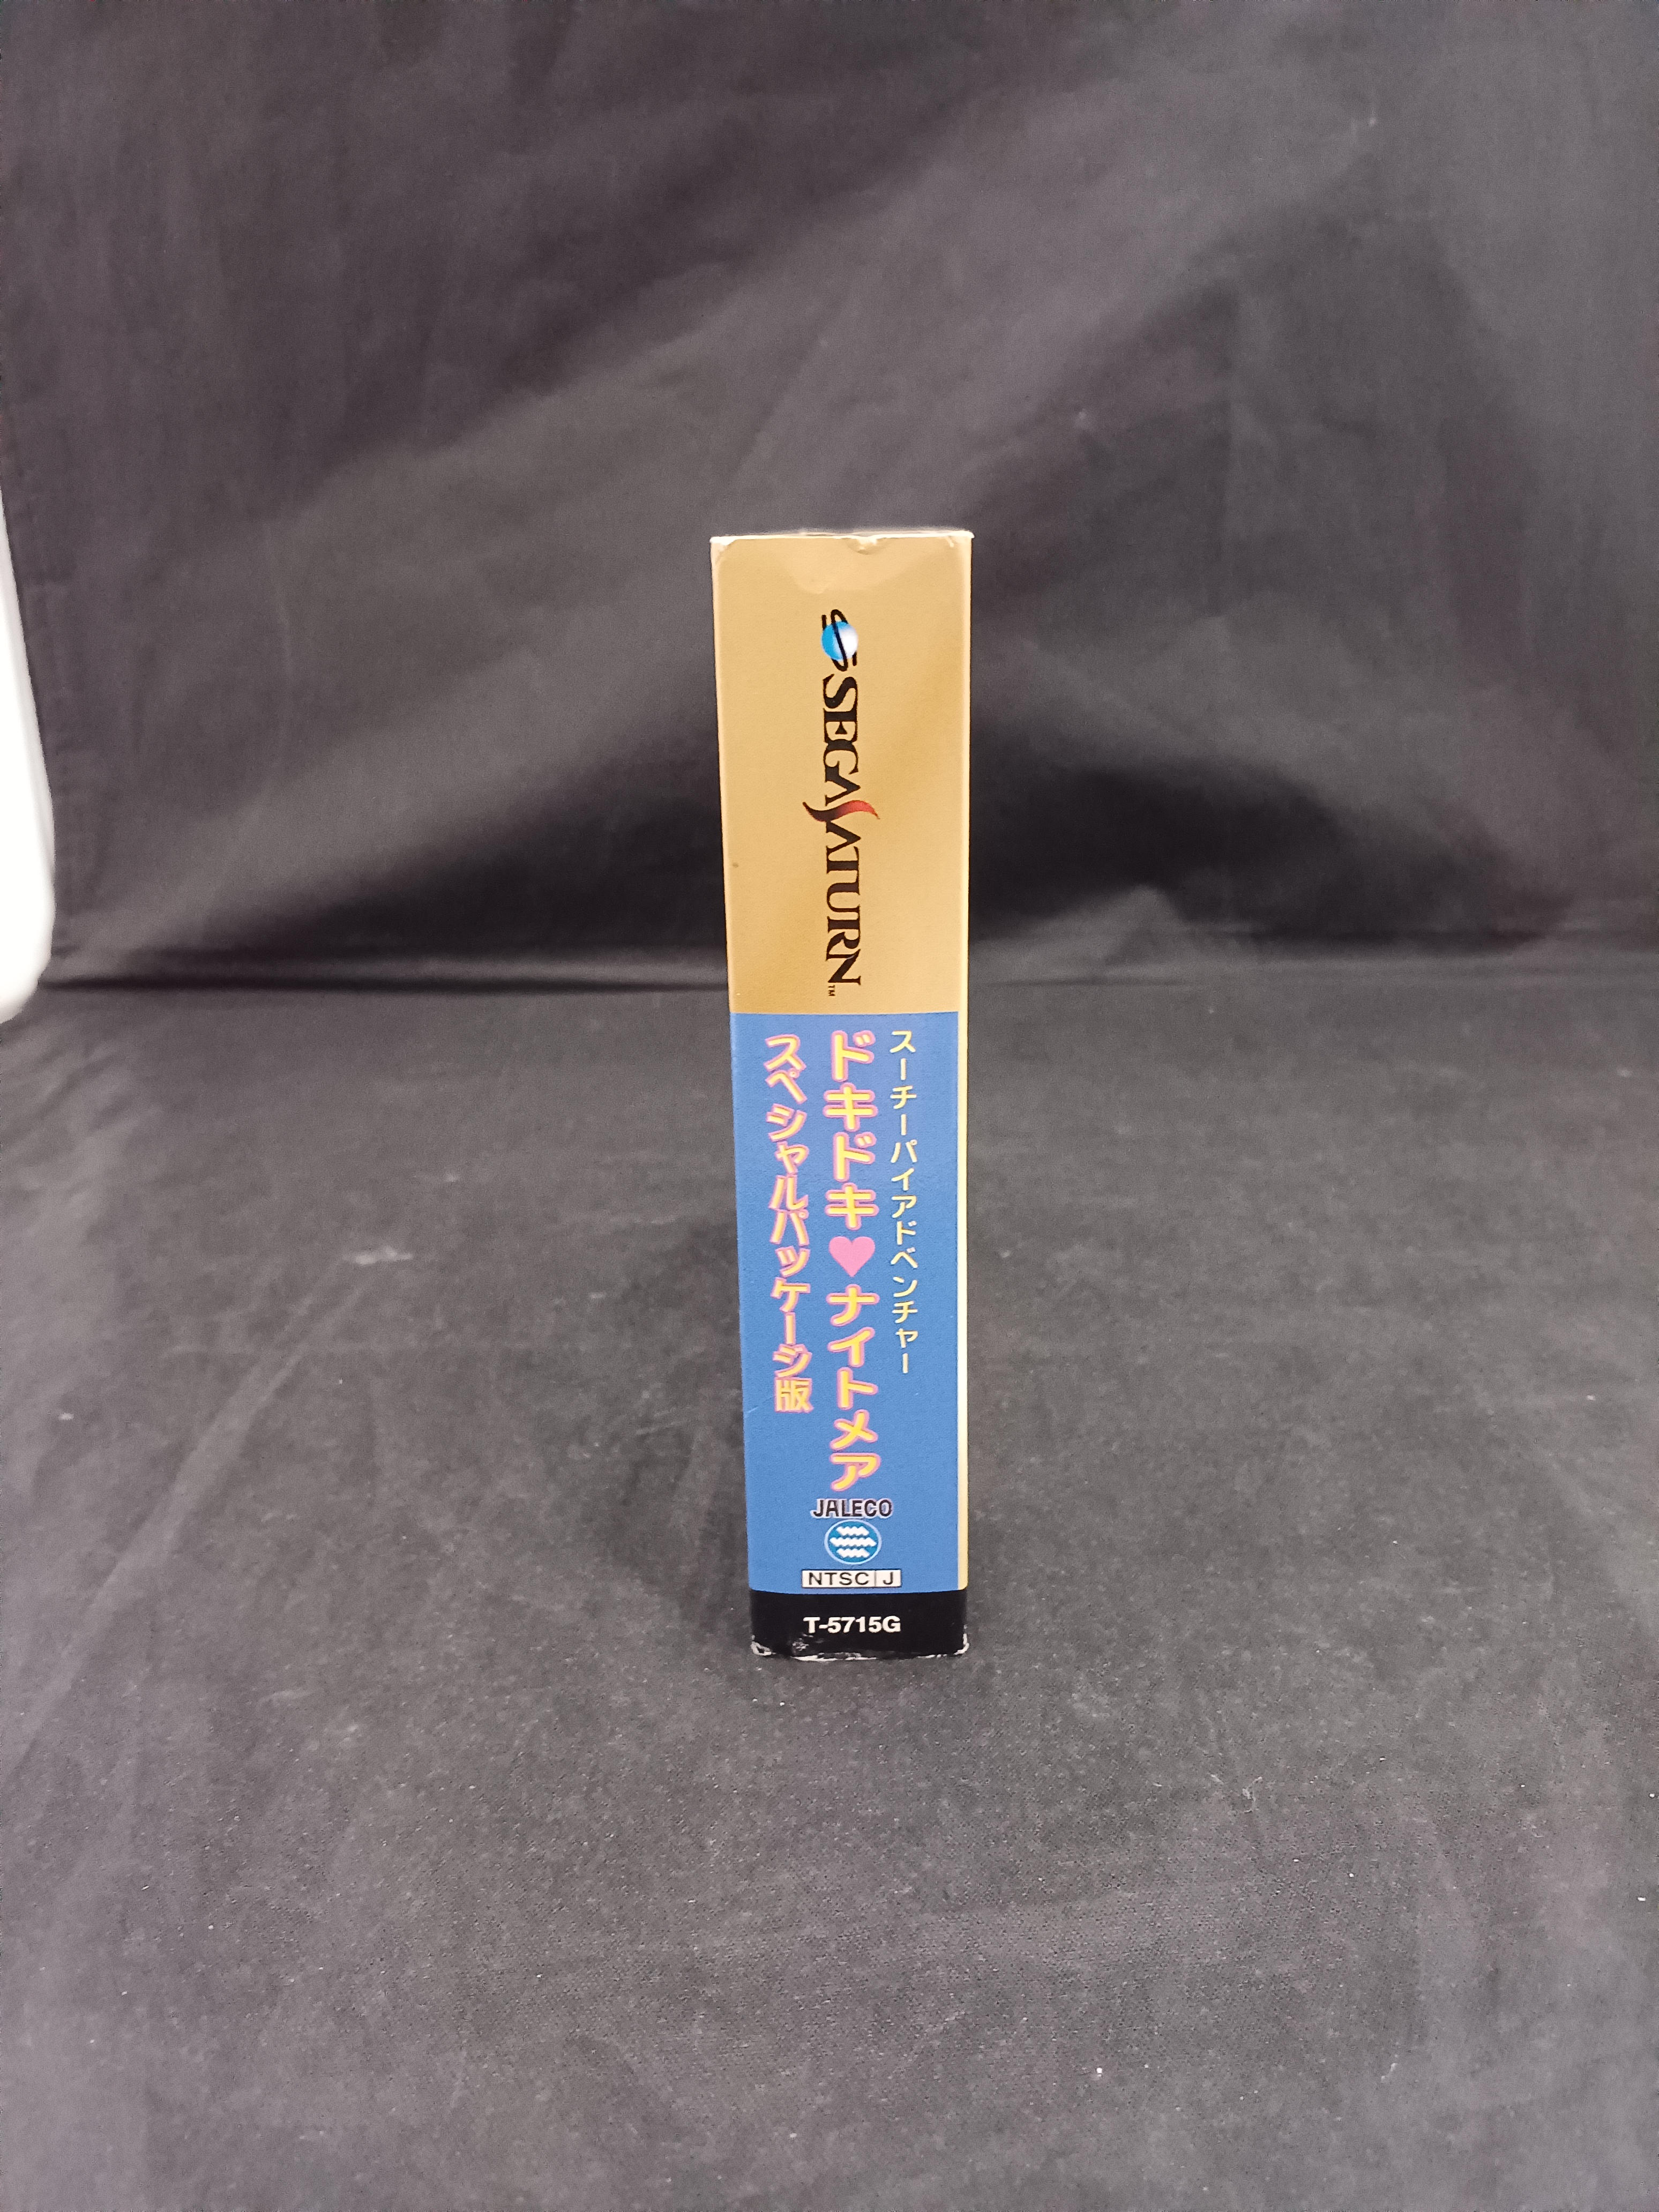 SEGA SATURN™
スーチーパイアドベンチャー
ドキドキ♥ナイトメア
スペシャルパッケージ版
JALECO
NTSC J
T-5715G